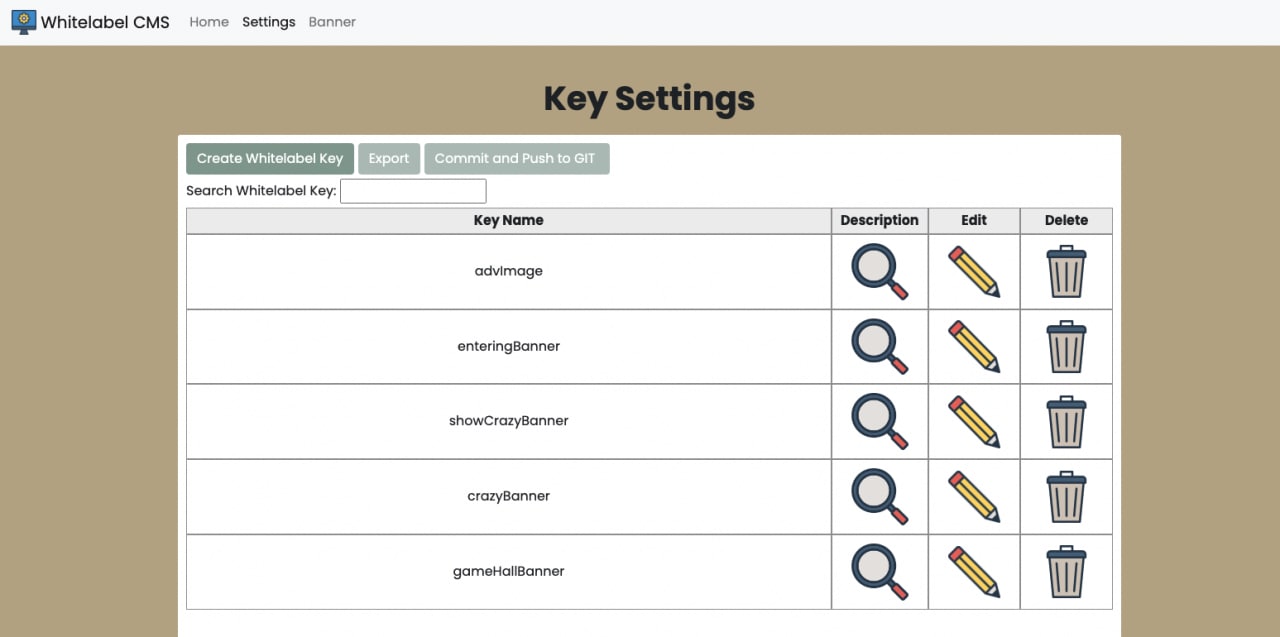 Whitelabel CMS Home Settings Banner
Key Settings
Create Whitelabel Key Export Commit and Push to GIT
Search Whitelabel Key:
Key Name Description Edit Delete
advImage
enteringBanner
showCrazyBanner
crazyBanner
gameHallBanner